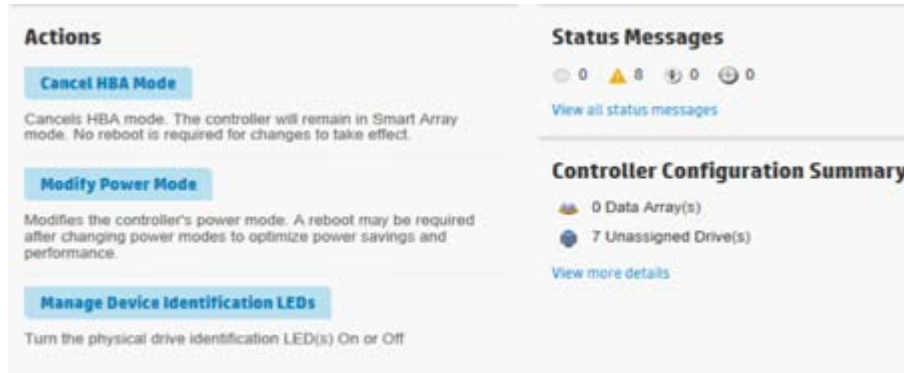 Actions
Cancel HBA Mode
Cancels HBA mode. The controller will remain in Smart Array
mode. No reboot is required for changes to take effect.
Modify Power Mode
Modifies the controller's power mode. A reboot may be required
after changing power modes to optimize power savings and
performance.
Manage Device Identification LEDs
Turn the physical drive identification LED(s) On or Off
Status Messages
0 8 0 0
View all status messages
Controller Configuration Summary
0 Data Array(s)
7 Unassigned Drive(s)
View more details